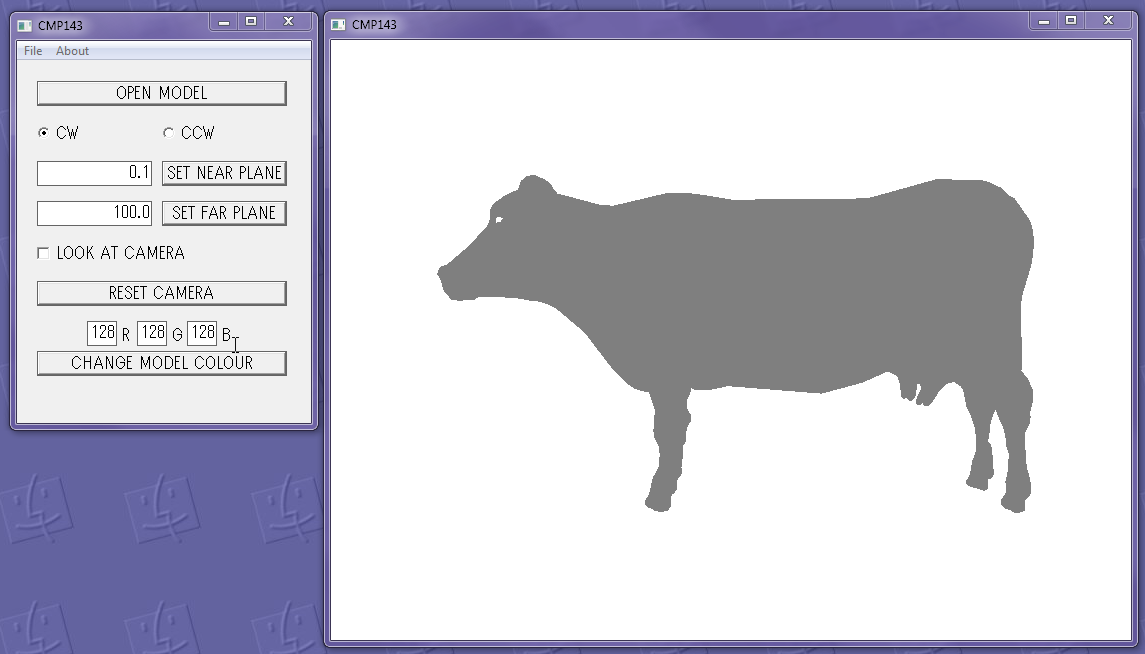 CMP143
File About
OPEN MODEL
CW CCW
0.1 SET NEAR PLANE
100.0 SET FAR PLANE
LOOK AT CAMERA
RESET CAMERA
128 R 128 G 128 B
CHANGE MODEL COLOUR
CMP143